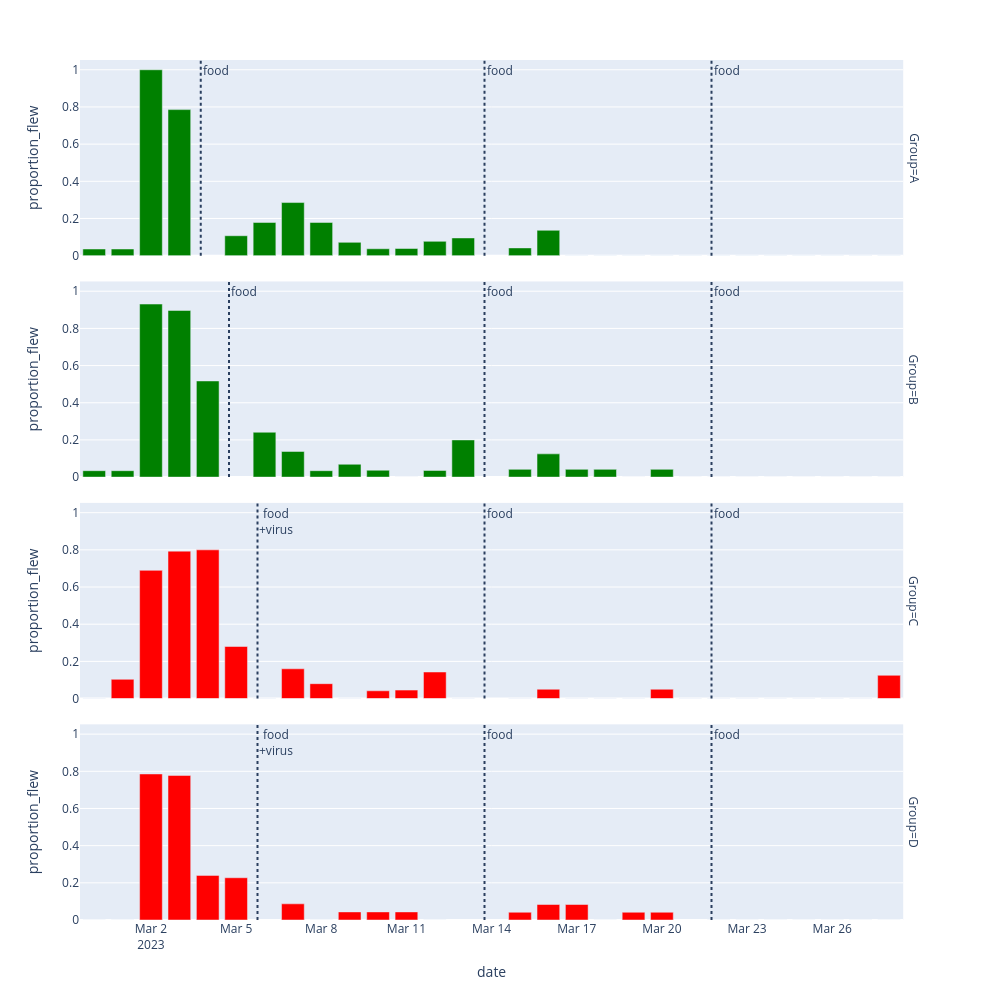 1
0.8
0.6
0.4
0.2
0
proportion_flew
food
food
food
Group=A
1
0.8
0.6
0.4
0.2
0
proportion_flew
food
food
food
Group=B
1
0.8
0.6
0.4
0.2
0
proportion_flew
food
+virus
food
food
Group=C
1
0.8
0.6
0.4
0.2
0
proportion_flew
food
+virus
food
food
Group=D
Mar 2 Mar 5 Mar 8 Mar 11 Mar 14 Mar 17 Mar 20 Mar 23 Mar 26
2023
date